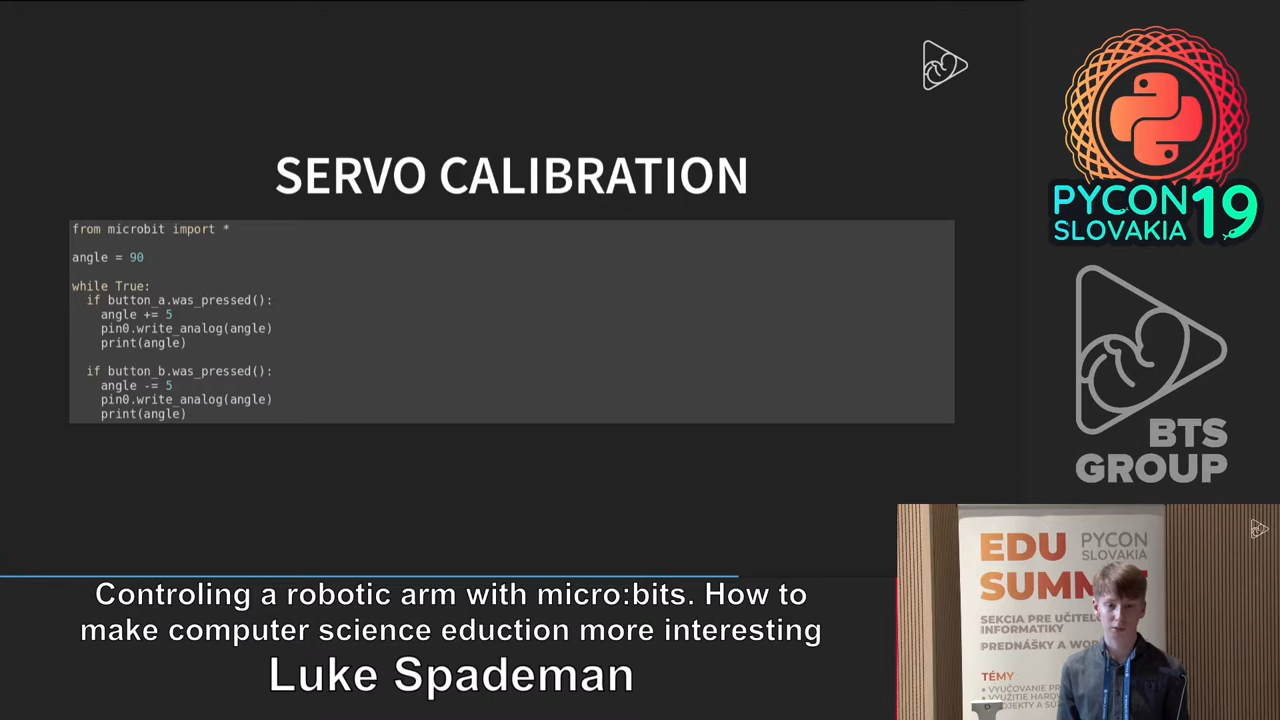 SERVO CALIBRATION
from microbit import *
angle = 90
while True:
if button_a.was_pressed():
angle += 5
pin0.write_analog(angle)
print(angle)
if button_b.was_pressed():
angle -= 5
pin0.write_analog(angle)
print(angle)
PYCON 19
SLOVAKIA
BTS
GROUP
EDU
PYCON
SLOVAKIA
SEKCIA PRE
INFORMATIKY
PREDNÁŠKY A
TÉMY
Controling a robotic arm with micro:bits. How to
make computer science eduction more interesting
Luke Spademan